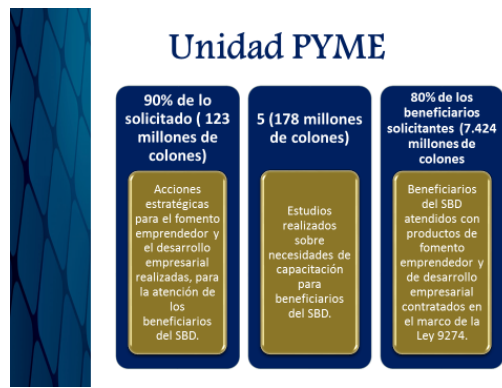 Unidad PYME
90% de lo
solicitado ( 123
millones de
colones)
Acciones
estratégicas
para el fomento
emprendedor y
el desarrollo
empresarial
realizadas, para
la atención de
los
beneficiarios
del SBD.
5 (178 millones
de colones)
Estudios
realizados
sobre
necesidades de
capacitación
para
beneficiarios
del SBD.
80% de los
beneficiarios
solicitantes (7.424
millones de
colones
Beneficiarios
del SBD
atendidos con
productos de
fomento
emprendedor y
de desarrollo
empresarial
contratados en
el marco de la
Ley 9274.